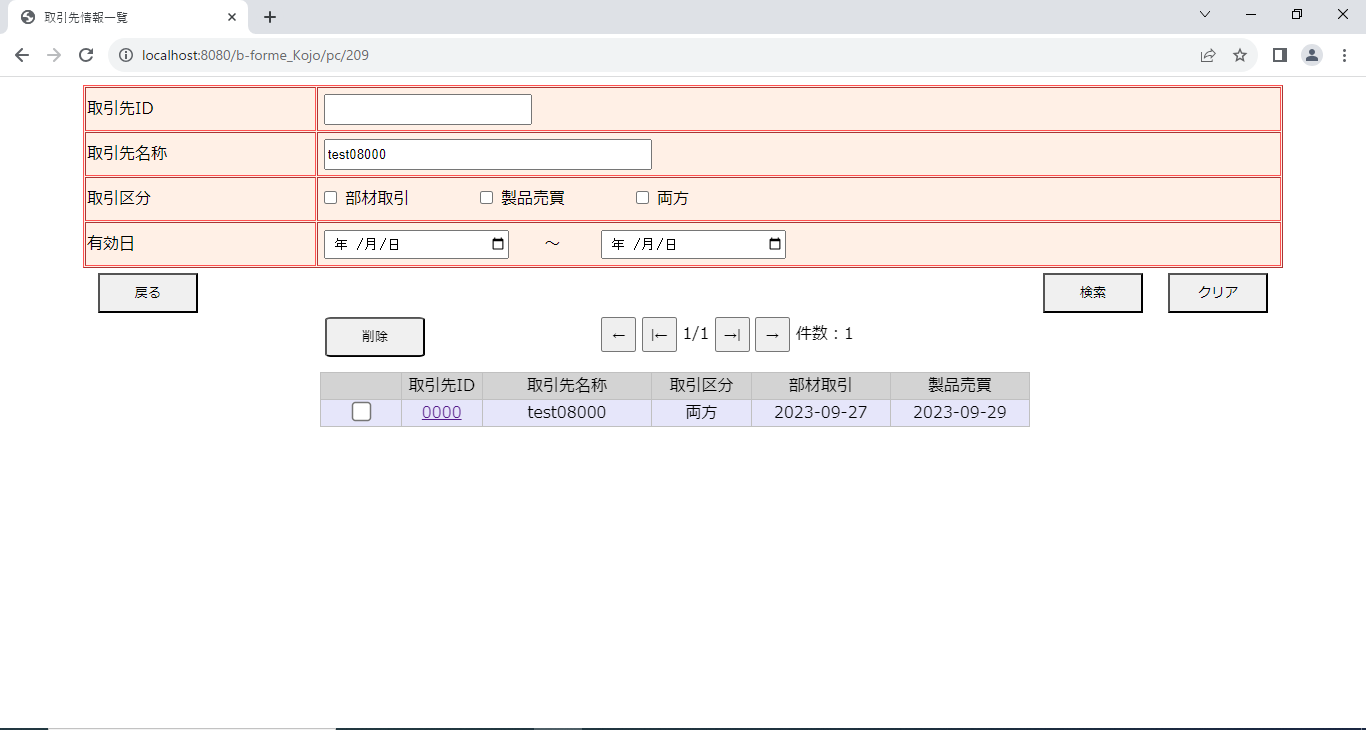 取引先情報一覧
localhost:8080/b-forme_Kojo/pc/209
取引先ID
取引先名称 test08000
取引区分 部材取引 製品売買 両方
有効日 年 /月/日 ～ 年 /月/日
戻る 検索 クリア
削除 ← |← 1/1 →| → 件数：1
取引先ID 取引先名称 取引区分 部材取引 製品売買
0000 test08000 両方 2023-09-27 2023-09-29